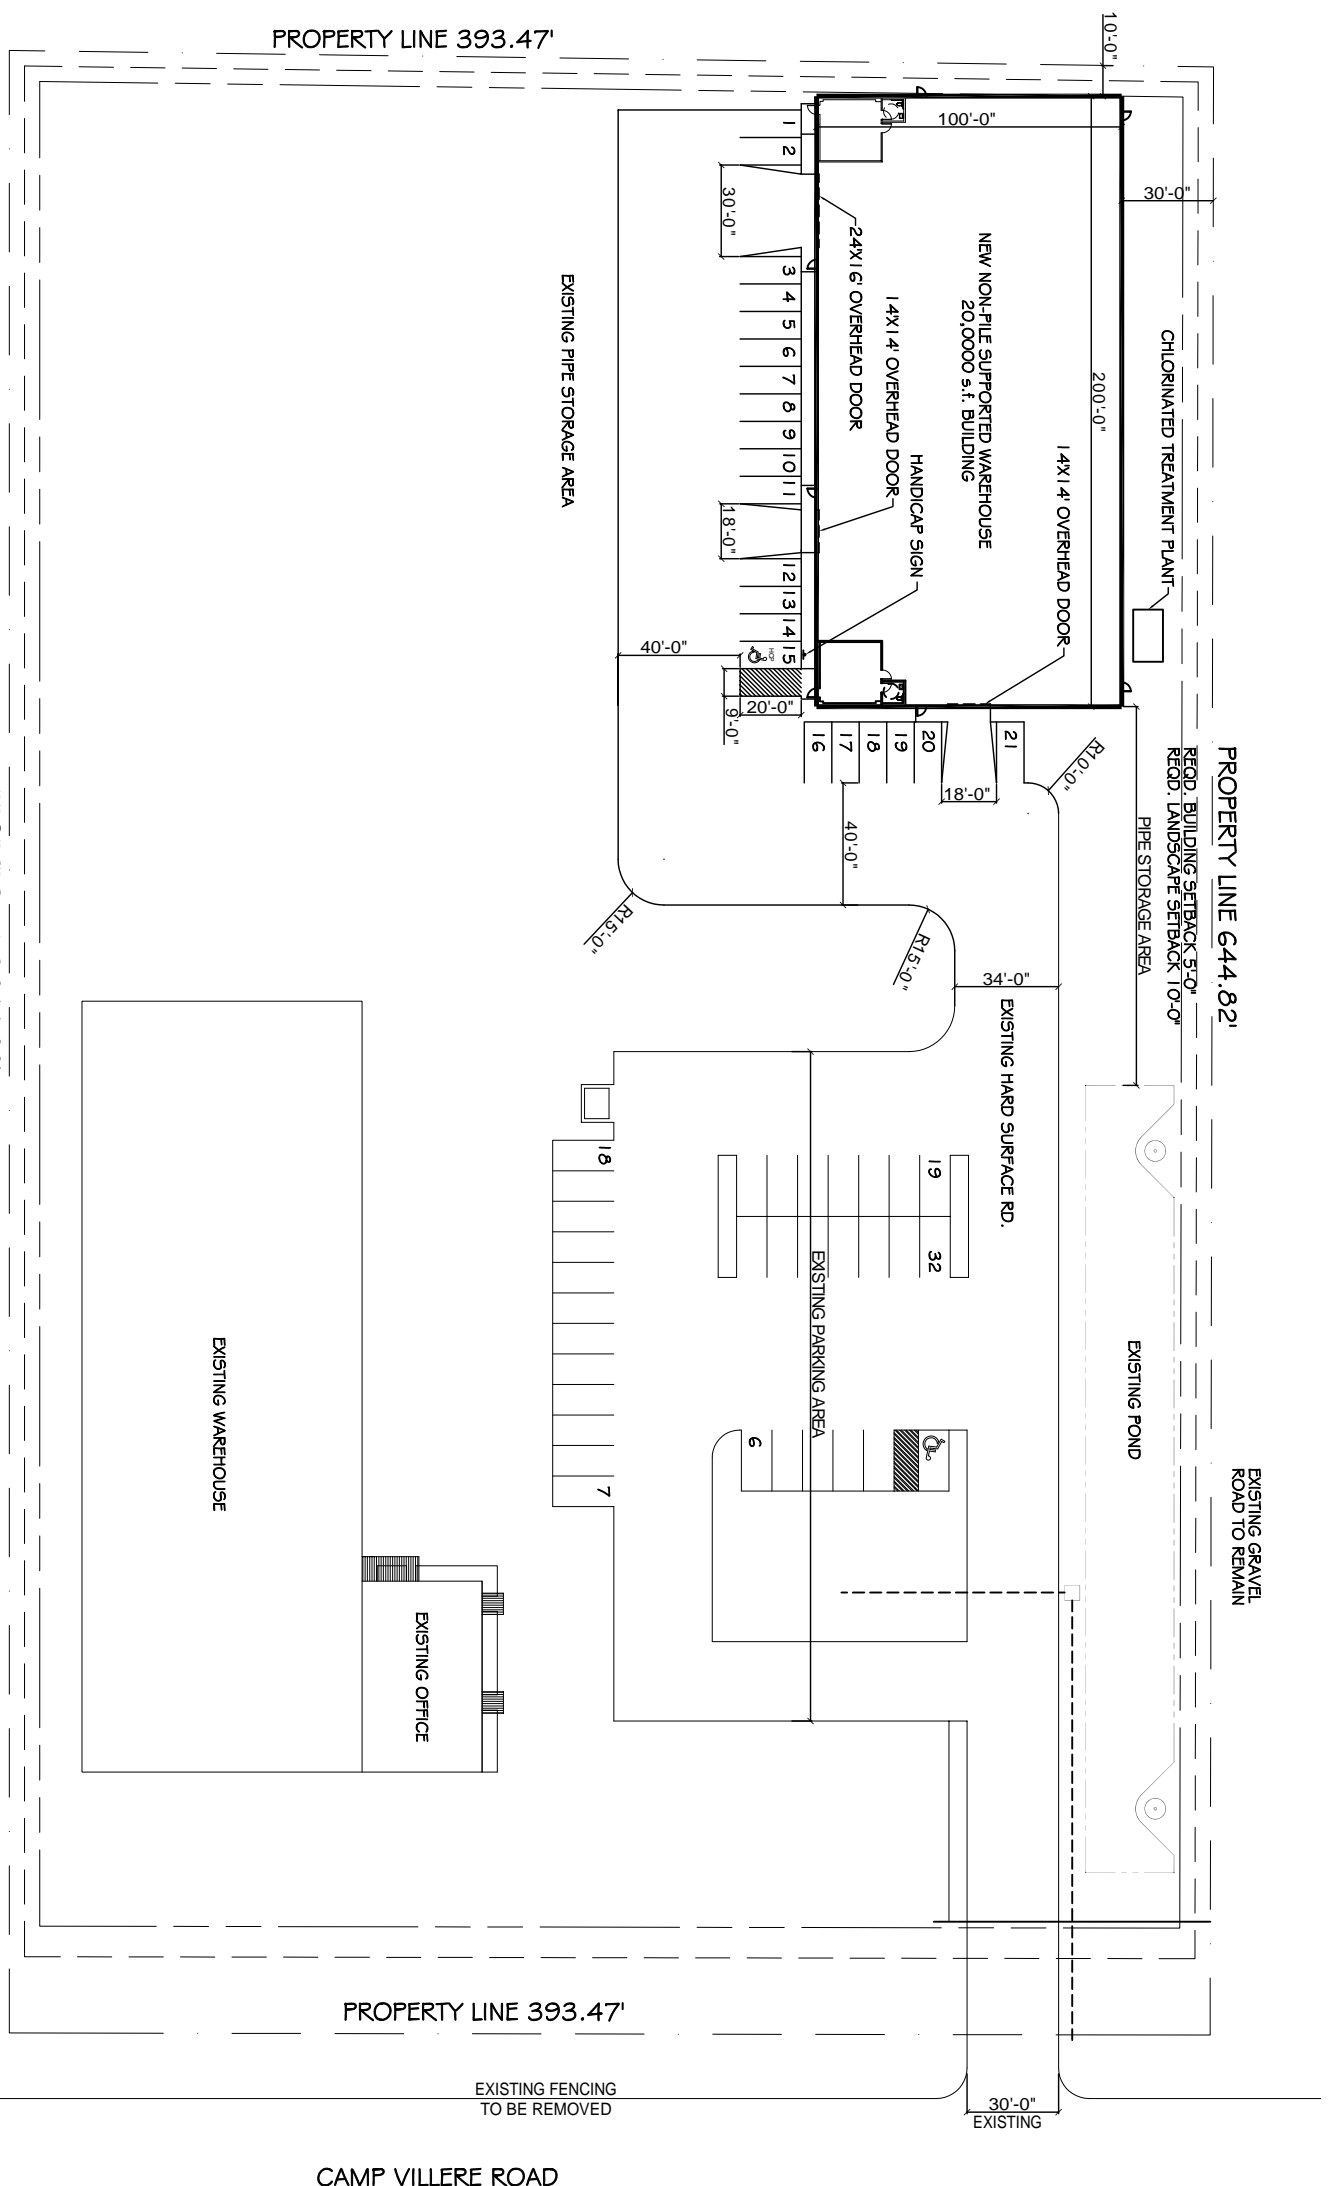 PROPERTY LINE 393.47'
10'-0"
100'-0"
30'-0"
200'-0"
1
2
30'-0"
3
4
5
6
7
8
9
10
11
18'-0"
12
13
14
15
HCP
24'X16' OVERHEAD DOOR
14'X14' OVERHEAD DOOR
HANDICAP SIGN
NEW NON-PILE SUPPORTED WAREHOUSE
20,0000 s.f. BUILDING
14'X14' OVERHEAD DOOR
CHLORINATED TREATMENT PLANT
EXISTING PIPE STORAGE AREA
40'-0"
20'-0"
9'-0"
16
17
18
19
20
21
18'-0"
R10'-0"
40'-0"
R15'-0"
R15'-0"
34'-0"
PIPE STORAGE AREA
PROPERTY LINE 644.82'
REQD. BUILDING SETBACK 5'-0"
REQD. LANDSCAPE SETBACK 10'-0"
EXISTING HARD SURFACE RD.
18
19
32
EXISTING PARKING AREA
6
7
EXISTING POND
EXISTING GRAVEL
ROAD TO REMAIN
EXISTING WAREHOUSE
EXISTING OFFICE
PROPERTY LINE 393.47'
EXISTING FENCING
TO BE REMOVED
30'-0"
EXISTING
CAMP VILLERE ROAD